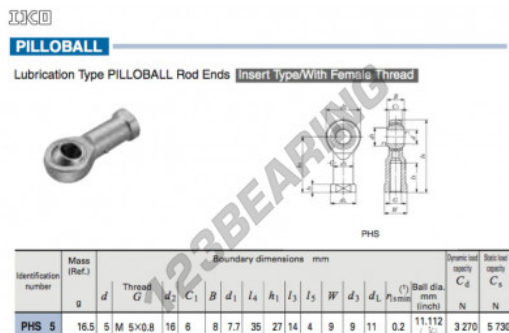 IKO
PILLOBALL
Lubrication Type PILLOBALL Rod Ends Insert Type/With Female Thread
123BEARING
PHS
Identification number
Mass (Ref.) g
Boundary dimensions mm
d Thread G d2 C1 B d1 l4 h1 l3 l5 W d3 dL r1smin(1) Ball dia. mm (inch)
Dynamic load capacity Cd N
Static load capacity Cs N
PHS 5 16.5 5 M 5×0.8 16 6 8 7.7 35 27 14 4 9 9 11 0.2 11.112 3 270 5 730